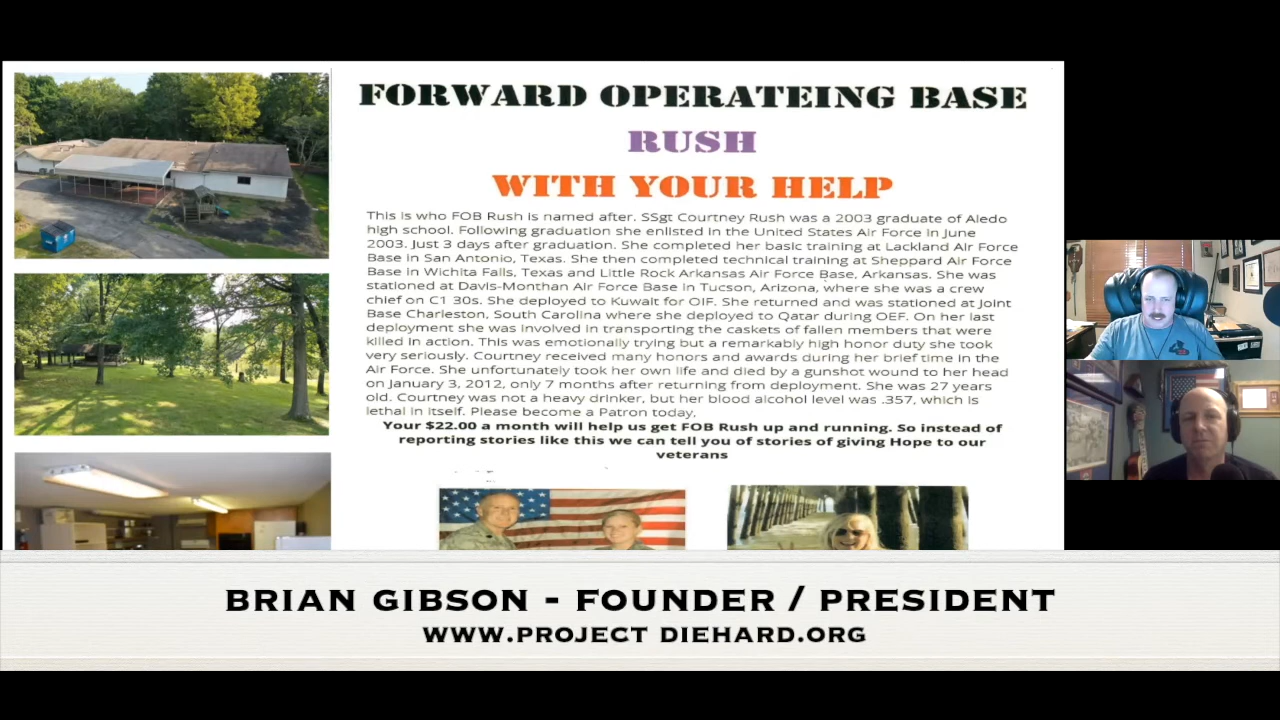 FORWARD OPERATEING BASE
RUSH
WITH YOUR HELP
This is who FOB Rush is named after. SSgt Courtney Rush was a 2003 graduate of Aledo
high school. Following graduation she enlisted in the United States Air Force in June
2003. Just 3 days after graduation. She completed her basic training at Lackland Air Force
Base in San Antonio, Texas. She then completed technical training at Sheppard Air Force
Base in Wichita Falls, Texas and Little Rock Arkansas Air Force Base, Arkansas. She was
stationed at Davis-Monthan Air Force Base in Tucson, Arizona, where she was a crew
chief on C1 30s. She deployed to Kuwait for OIF. She returned and was stationed at Joint
Base Charleston, South Carolina where she deployed to Qatar during OEF. On her last
deployment she was involved in transporting the caskets of fallen members that were
killed in action. This was emotionally trying but a remarkably high honor duty she took
very seriously. Courtney received many honors and awards during her brief time in the
Air Force. She unfortunately took her own life and died by a gunshot wound to her head
on January 3, 2012, only 7 months after returning from deployment. She was 27 years
old. Courtney was not a heavy drinker, but her blood alcohol level was .357, which is
lethal in itself. Please become a Patron today,
Your $22.00 a month will help us get FOB Rush up and running. So instead of
reporting stories like this we can tell you of stories of giving Hope to our
veterans
BRIAN GIBSON - FOUNDER / PRESIDENT
WWW.PROJECT DIEHARD.ORG